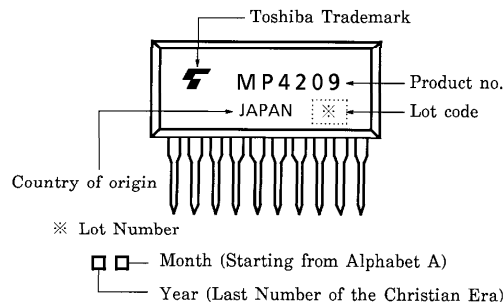 Toshiba Trademark
MP4209
Product no.
JAPAN ※
Lot code
Country of origin
※ Lot Number
Month (Starting from Alphabet A)
Year (Last Number of the Christian Era)